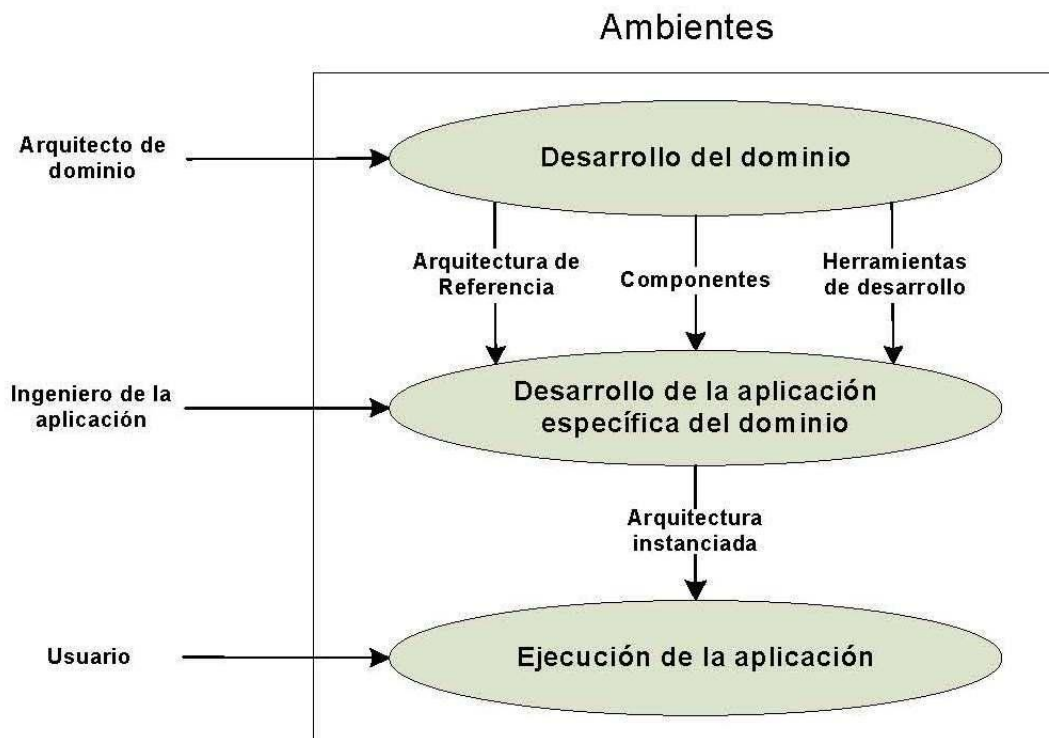 Ambientes
Arquitecto de
dominio
Desarrollo del dominio
Arquitectura de
Referencia
Componentes
Herramientas
de desarrollo
Ingeniero de la
aplicación
Desarrollo de la aplicación
específica del dominio
Arquitectura
instanciada
Usuario
Ejecución de la aplicación